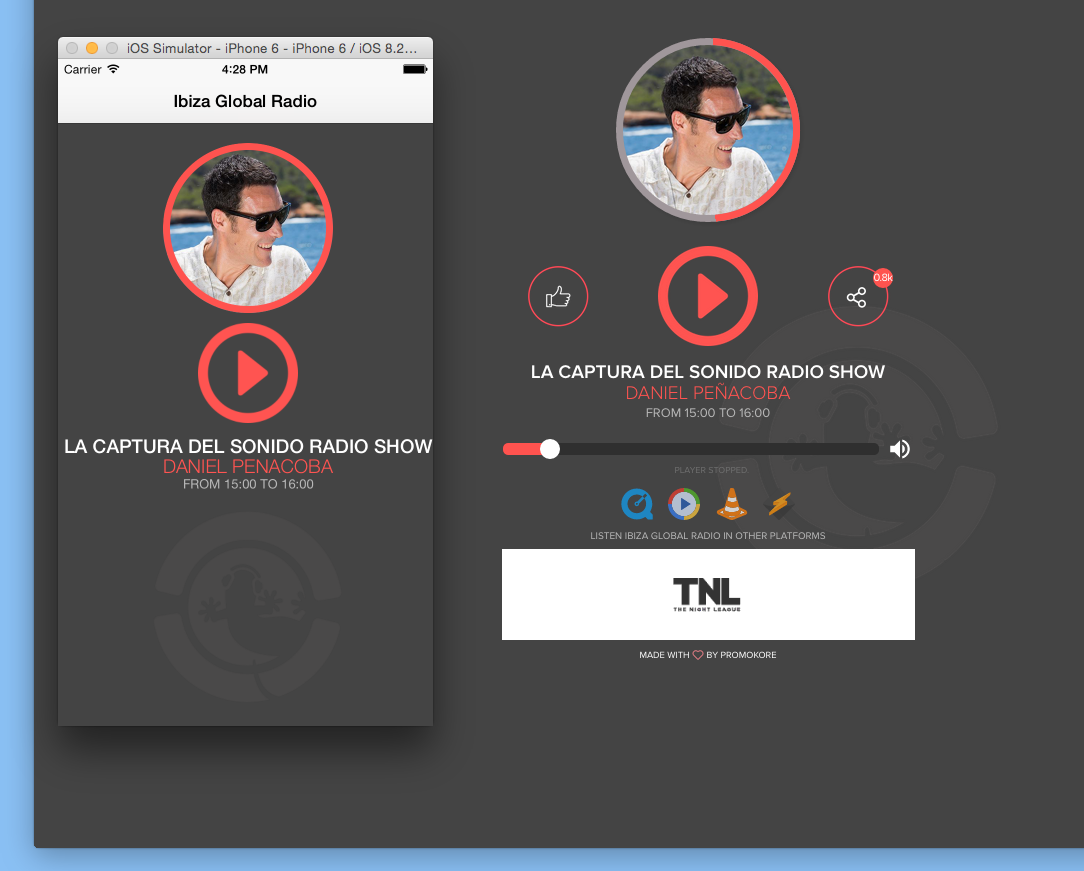 iOS Simulator - iPhone 6 - iPhone 6 / iOS 8.2...
Carrier
4:28 PM
Ibiza Global Radio
LA CAPTURA DEL SONIDO RADIO SHOW
DANIEL PENACOBA
FROM 15:00 TO 16:00
0.8k
LA CAPTURA DEL SONIDO RADIO SHOW
DANIEL PEÑACOBA
FROM 15:00 TO 16:00
PLAYER STOPPED.
LISTEN IBIZA GLOBAL RADIO IN OTHER PLATFORMS
TNL
THE NIGHT LEAGUE
MADE WITH BY PROMOKORE